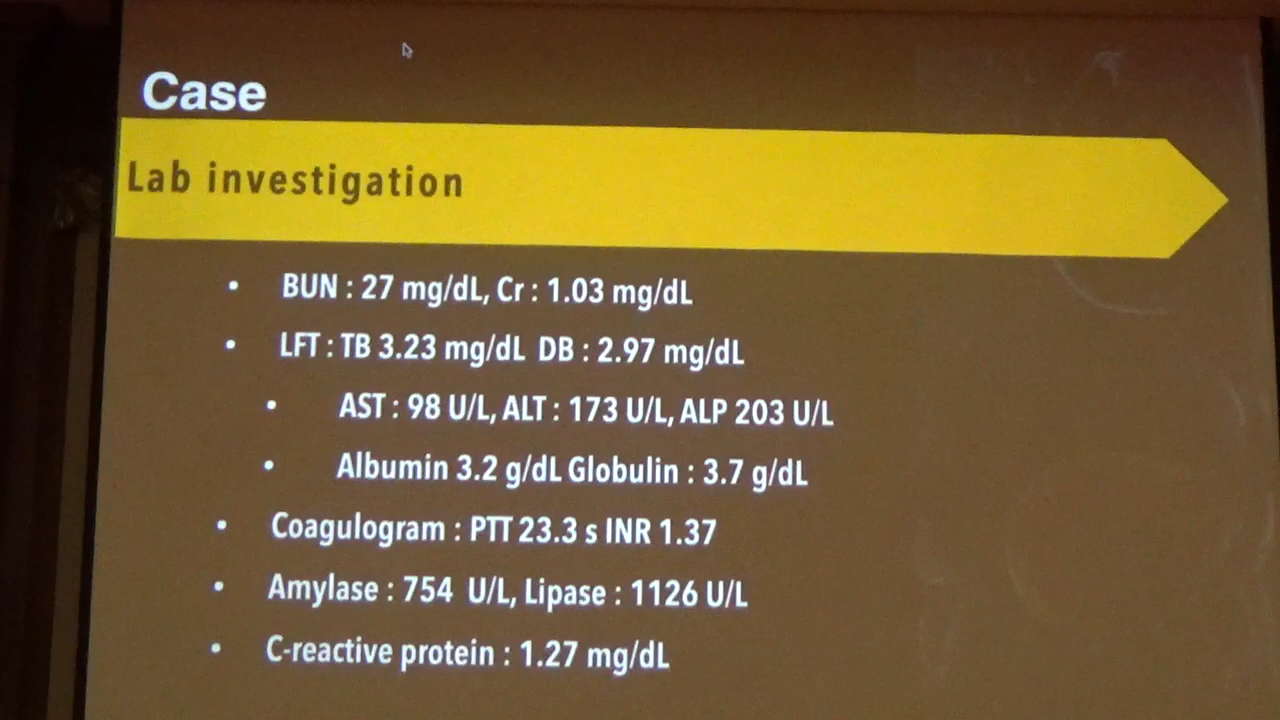 Case
Lab investigation
• BUN : 27 mg/dL, Cr : 1.03 mg/dL
• LFT : TB 3.23 mg/dL DB : 2.97 mg/dL
• AST : 98 U/L, ALT : 173 U/L, ALP 203 U/L
• Albumin 3.2 g/dL Globulin : 3.7 g/dL
• Coagulogram : PTT 23.3 s INR 1.37
• Amylase : 754 U/L, Lipase : 1126 U/L
• C-reactive protein : 1.27 mg/dL